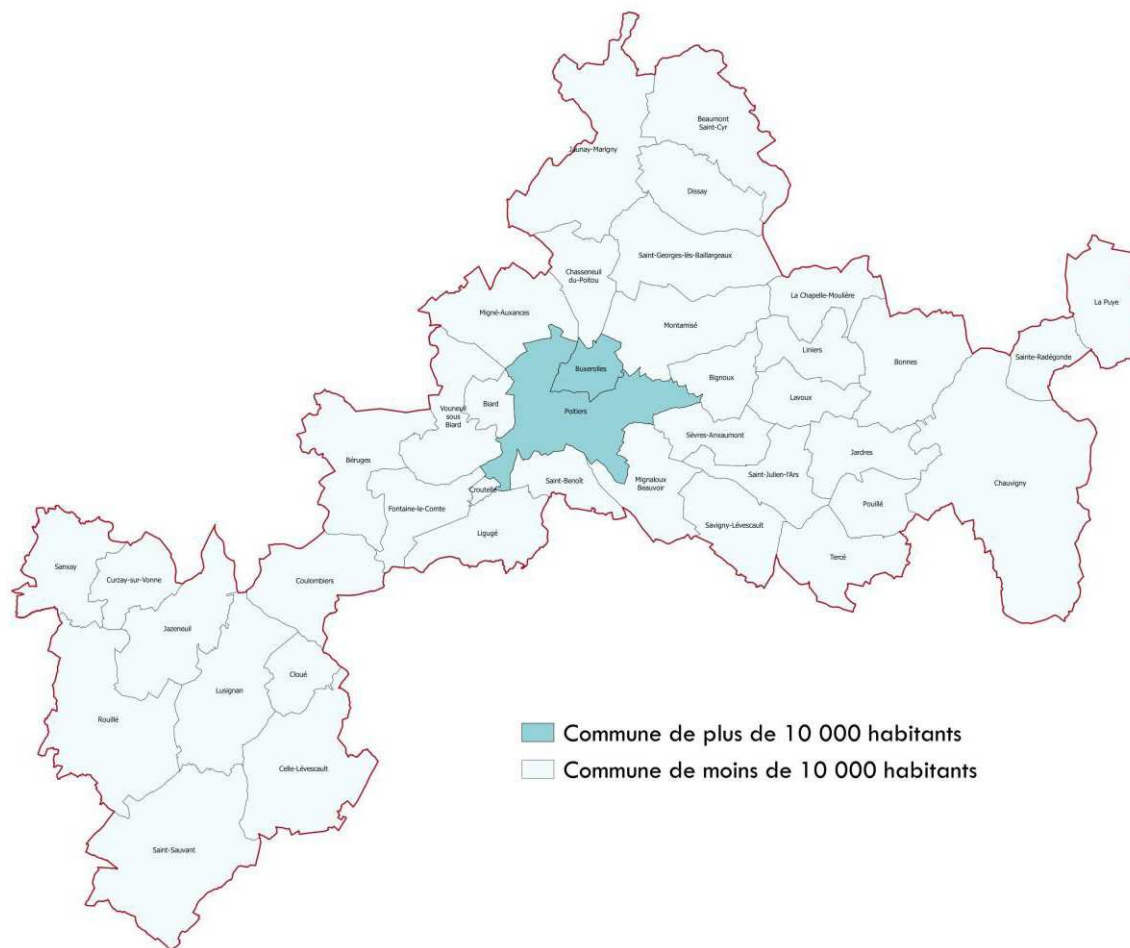 Beaumont
Saint-Cyr
Jaunay-Marigny
Dissay
Saint-Georges-lès-Baillargeaux
Chasseneuil
du-Poitou
La Chapelle-Moulière
La Puye
Migné-Auxances
Montamisé
Liniers
Bonnes
Sainte-Radégonde
Buxerolles
Bignoux
Lavoux
Biard
Vouneuil
sous
Biard
Poitiers
Sèvres-Anxaumont
Jardres
Béruges
Saint-Julien-l'Ars
Mignaloux
Beauvoir
Saint-Benoît
Chauvigny
Croutelle
Fontaine-le-Comte
Pouillé
Savigny-Lévescault
Ligugé
Tercé
Sanxay
Curzay-sur-Vonne
Coulombiers
Jazeneuil
Cloué
Lusignan
Rouillé
Celle-Lévescault
Saint-Sauvant
Commune de plus de 10 000 habitants
Commune de moins de 10 000 habitants